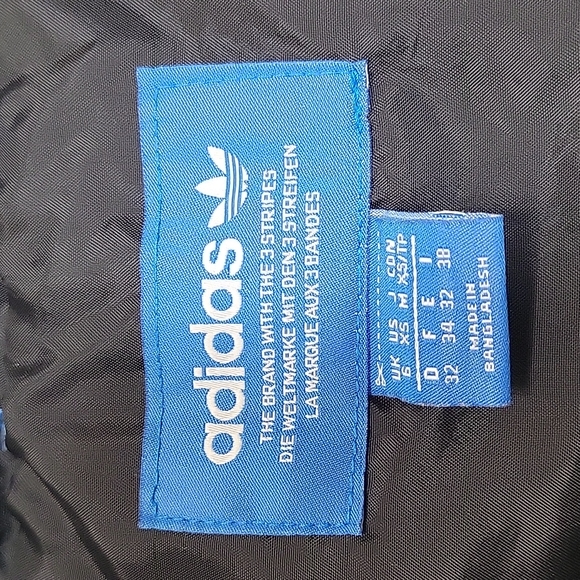 adidas
THE BRAND WITH THE 3 STRIPES
DIE WELTMARKE MIT DEN 3 STREIFEN
LA MARQUE AUX 3 BANDES
UK US J CDN
6 XS M XS/TP
D F E I
32 34 32 38
MADE IN
BANGLADESH